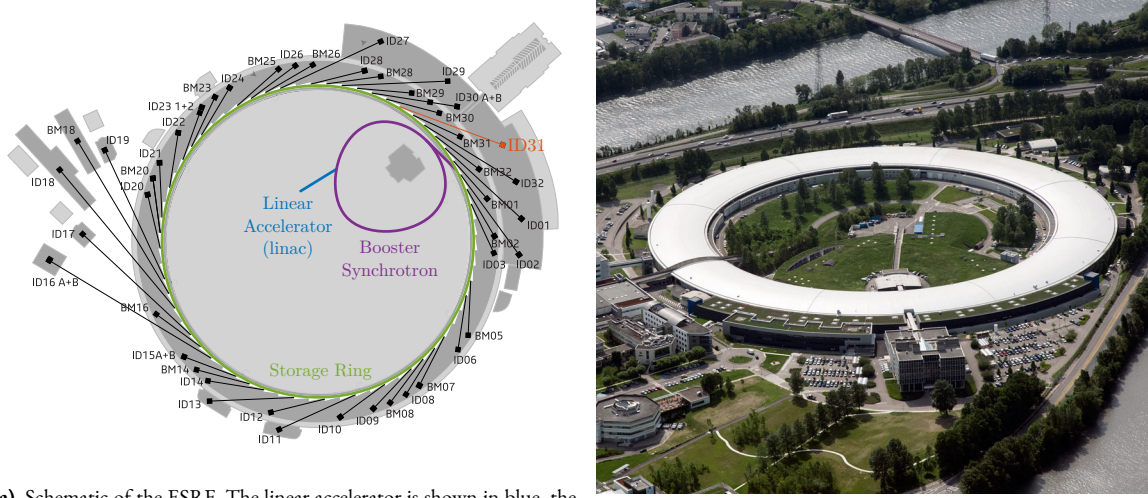 ID27
ID26 BM26
BM25
ID28
BM28
ID24
ID29
BM23
BM29
ID30 A+B
ID23 1+2
BM30
ID22
BM18
ID19
BM31
ID31
ID21
BM20
BM32
ID18
ID20
ID32
Linear
Accelerator
(linac)
BM01
ID01
ID17
Booster
Synchrotron
BM02
ID03
ID02
ID16 A+B
BM16
BM05
ID15A+B
ID06
BM14
Storage Ring
ID14
BM07
ID08
ID13
BM08
ID12
ID09
ID10
ID11
Schematic of the ESRF. The linear accelerator is shown in blue, the